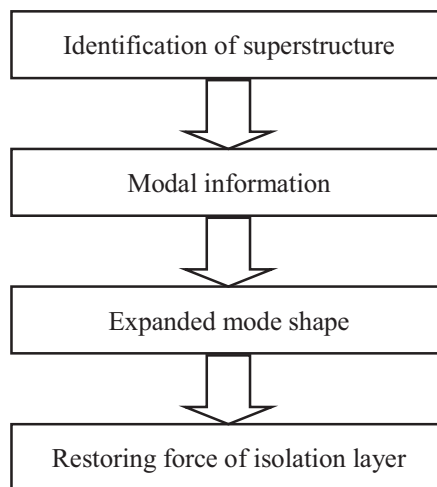 Identification of superstructure
Modal information
Expanded mode shape
Restoring force of isolation layer